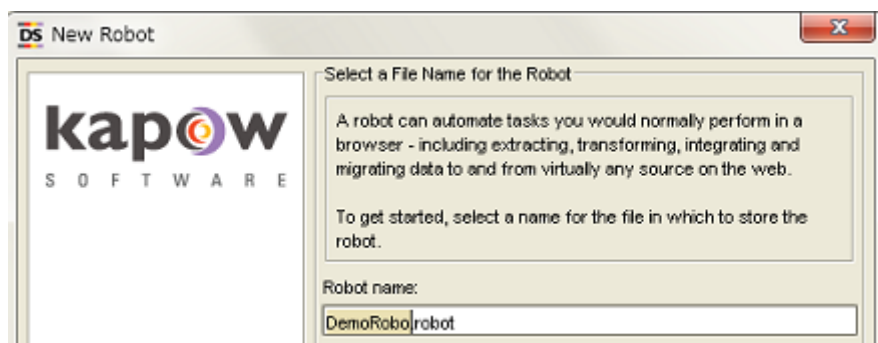 DS New Robot
x
Select a File Name for the Robot
kapow
SOFTWARE
A robot can automate tasks you would normally perform in a
browser - including extracting, transforming, integrating and
migrating data to and from virtually any source on the web.
To get started, select a name for the file in which to store the
robot.
Robot name:
DemoRobo.robot